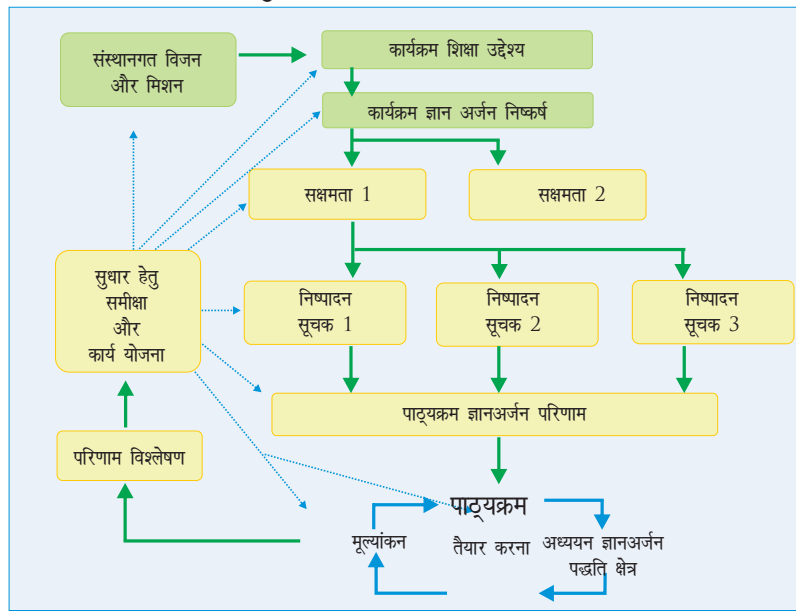 संस्थानगत विजन
और मिशन
कार्यक्रम शिक्षा उद्देश्य
कार्यक्रम ज्ञान अर्जन निष्कर्ष
सक्षमता 1
सक्षमता 2
सुधार हेतु
समीक्षा
और
कार्य योजना
निष्पादन
सूचक 1
निष्पादन
सूचक 2
निष्पादन
सूचक 3
पाठ्यक्रम ज्ञानअर्जन परिणाम
परिणाम विश्लेषण
पाठ्यक्रम
मूल्यांकन
तैयार करना
अध्ययन ज्ञानअर्जन
पद्धति क्षेत्र